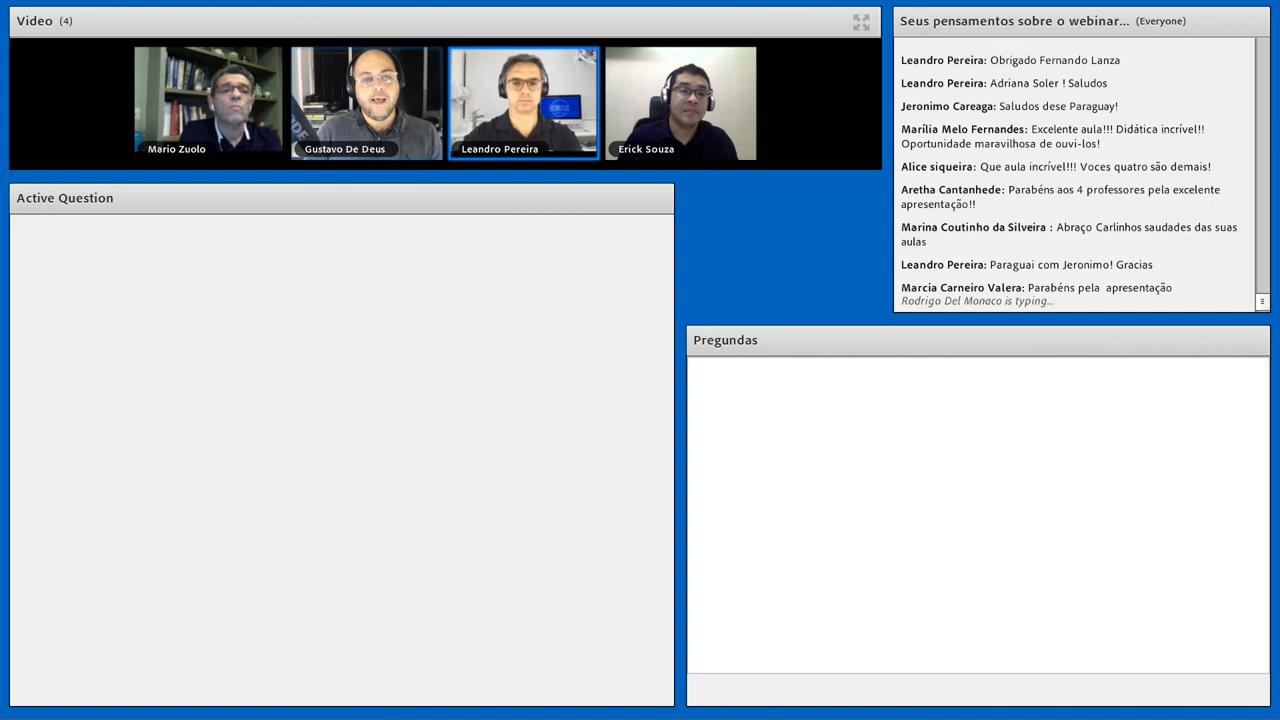 Video (4)
Mario Zuolo
Gustavo De Deus
Leandro Pereira
Erick Souza
Seus pensamentos sobre o webinar... (Everyone)
Leandro Pereira: Obrigado Fernando Lanza
Leandro Pereira: Adriana Soler ! Saludos
Jeronimo Careaga: Saludos dese Paraguay!
Marília Melo Fernandes: Excelente aula!!! Didática incrível!!
Oportunidade maravilhosa de ouvi-los!
Alice siqueira: Que aula incrível!!! Voces quatro são demais!
Aretha Cantanhede: Parabéns aos 4 professores pela excelente
apresentação!!
Marina Coutinho da Silveira : Abraço Carlinhos saudades das suas
aulas
Leandro Pereira: Paraguai com Jeronimo! Gracias
Marcia Carneiro Valera: Parabéns pela  apresentação
Rodrigo Del Monaco is typing...
Active Question
Pregundas